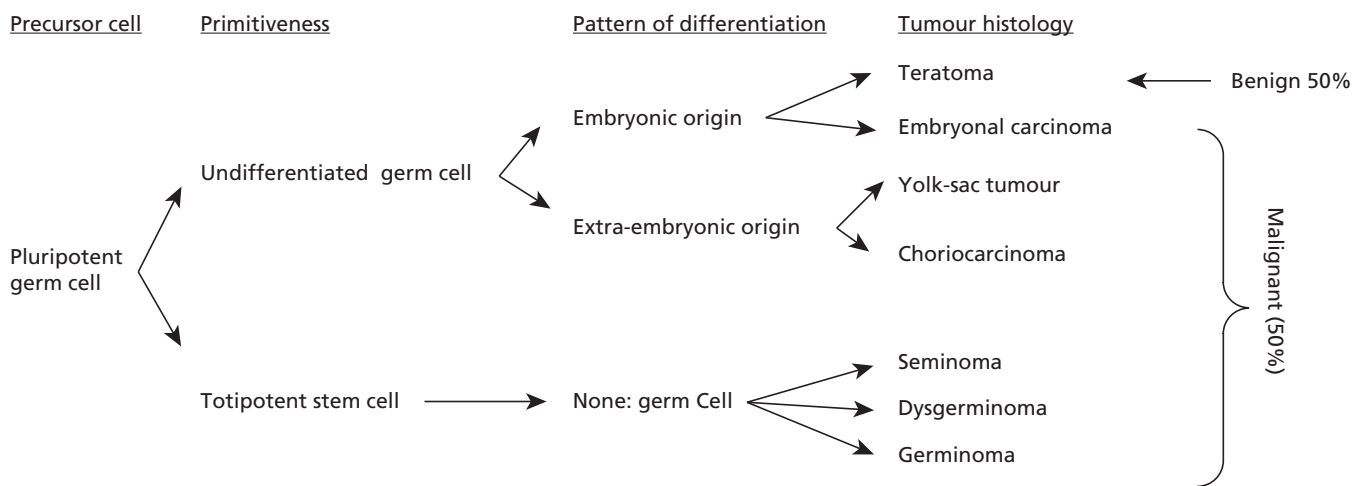 Precursor cell
Primitiveness
Pattern of differentiation
Tumour histology
Teratoma
Benign 50%
Embryonic origin
Embryonal carcinoma
Undifferentiated germ cell
Yolk-sac tumour
Extra-embryonic origin
Choriocarcinoma
Pluripotent
germ cell
Malignant (50%)
Seminoma
Totipotent stem cell
None: germ Cell
Dysgerminoma
Germinoma